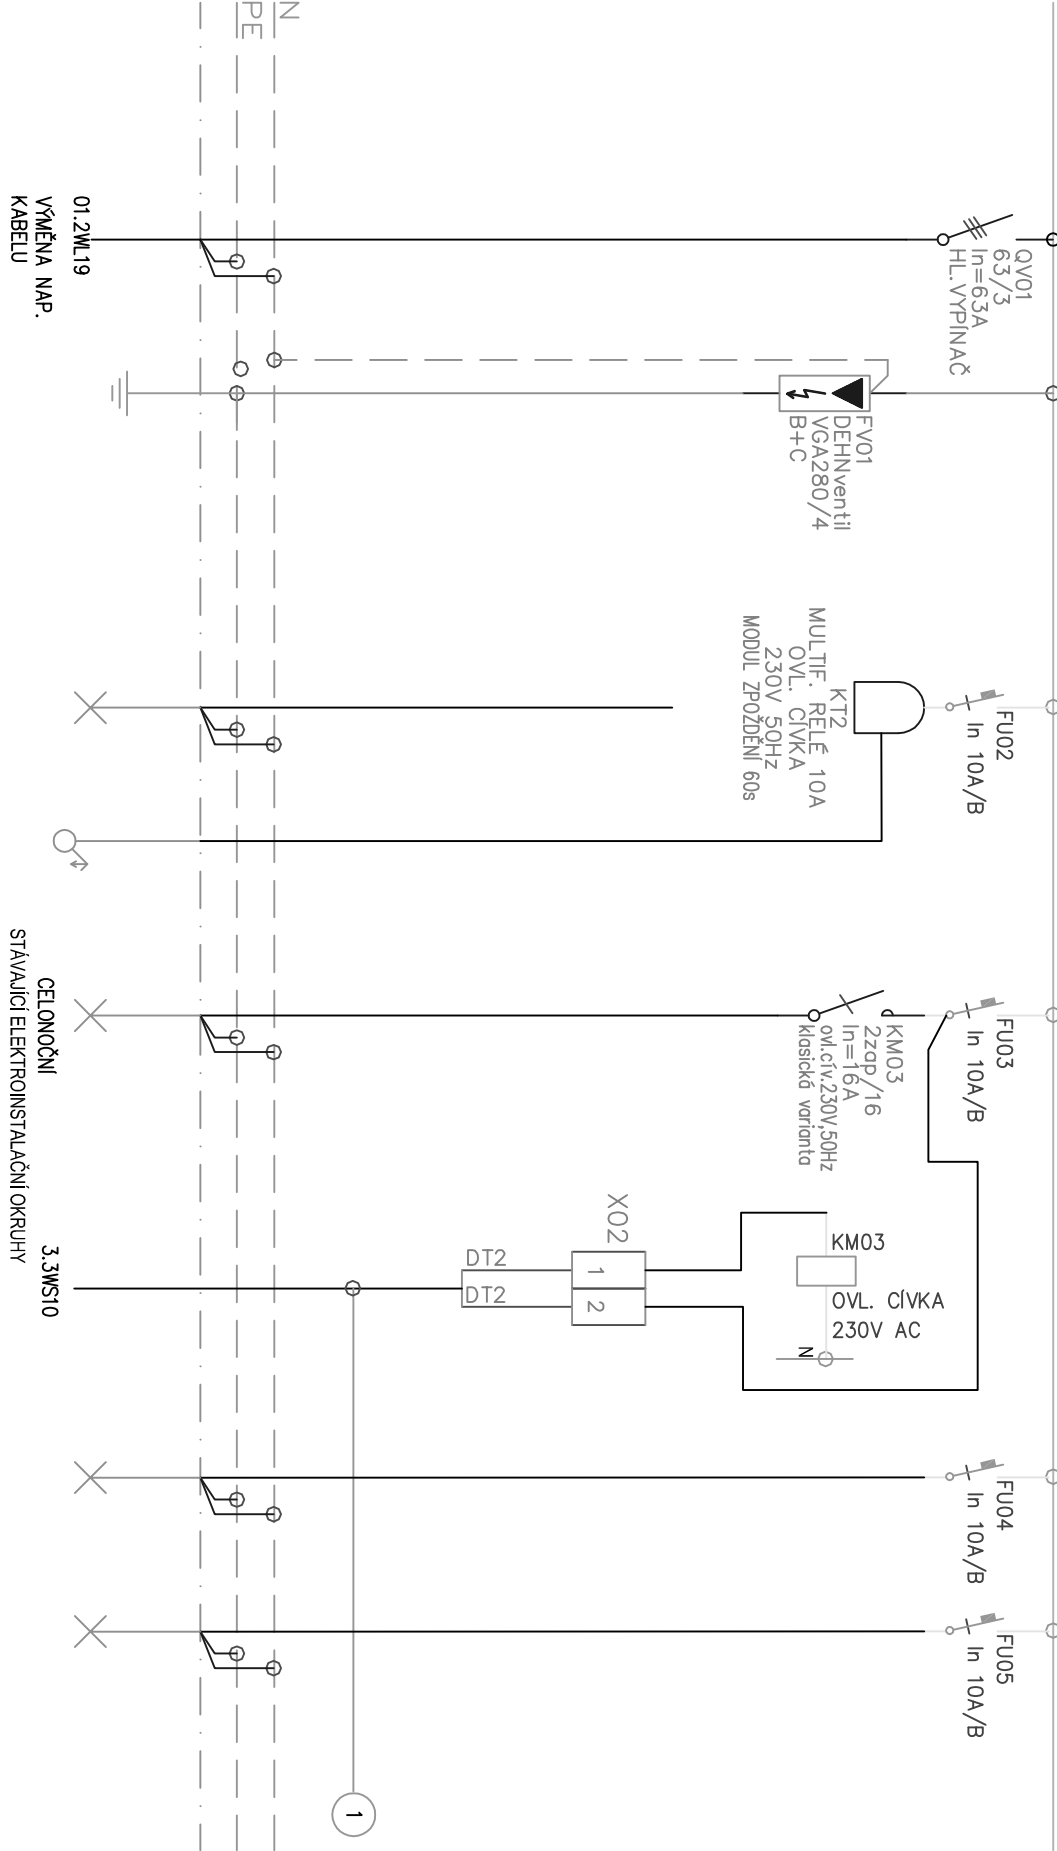 N
PE
QV01
63/3
In=63A
HL.VYPÍNAČ
FV01
DEHNventil
VGA280/4
B+C
FU02
In 10A/B
KT2
MULTIF. RELÉ 10A
OVL. CÍVKA
230V 50Hz
MODUL ZPOŽDĚNÍ 60s
FU03
In 10A/B
KM03
2zap/16
In=16A
ovl.cív.230V,50Hz
klasická varianta
KM03
OVL. CÍVKA
230V AC
N
X02
1
2
DT2
DT2
FU04
In 10A/B
FU05
In 10A/B
1
01.2WL19
VÝMĚNA NAP.
KABELU
CELONOČNÍ
3.3WS10
STÁVAJÍCÍ ELEKTROINSTALAČNÍ OKRUHY